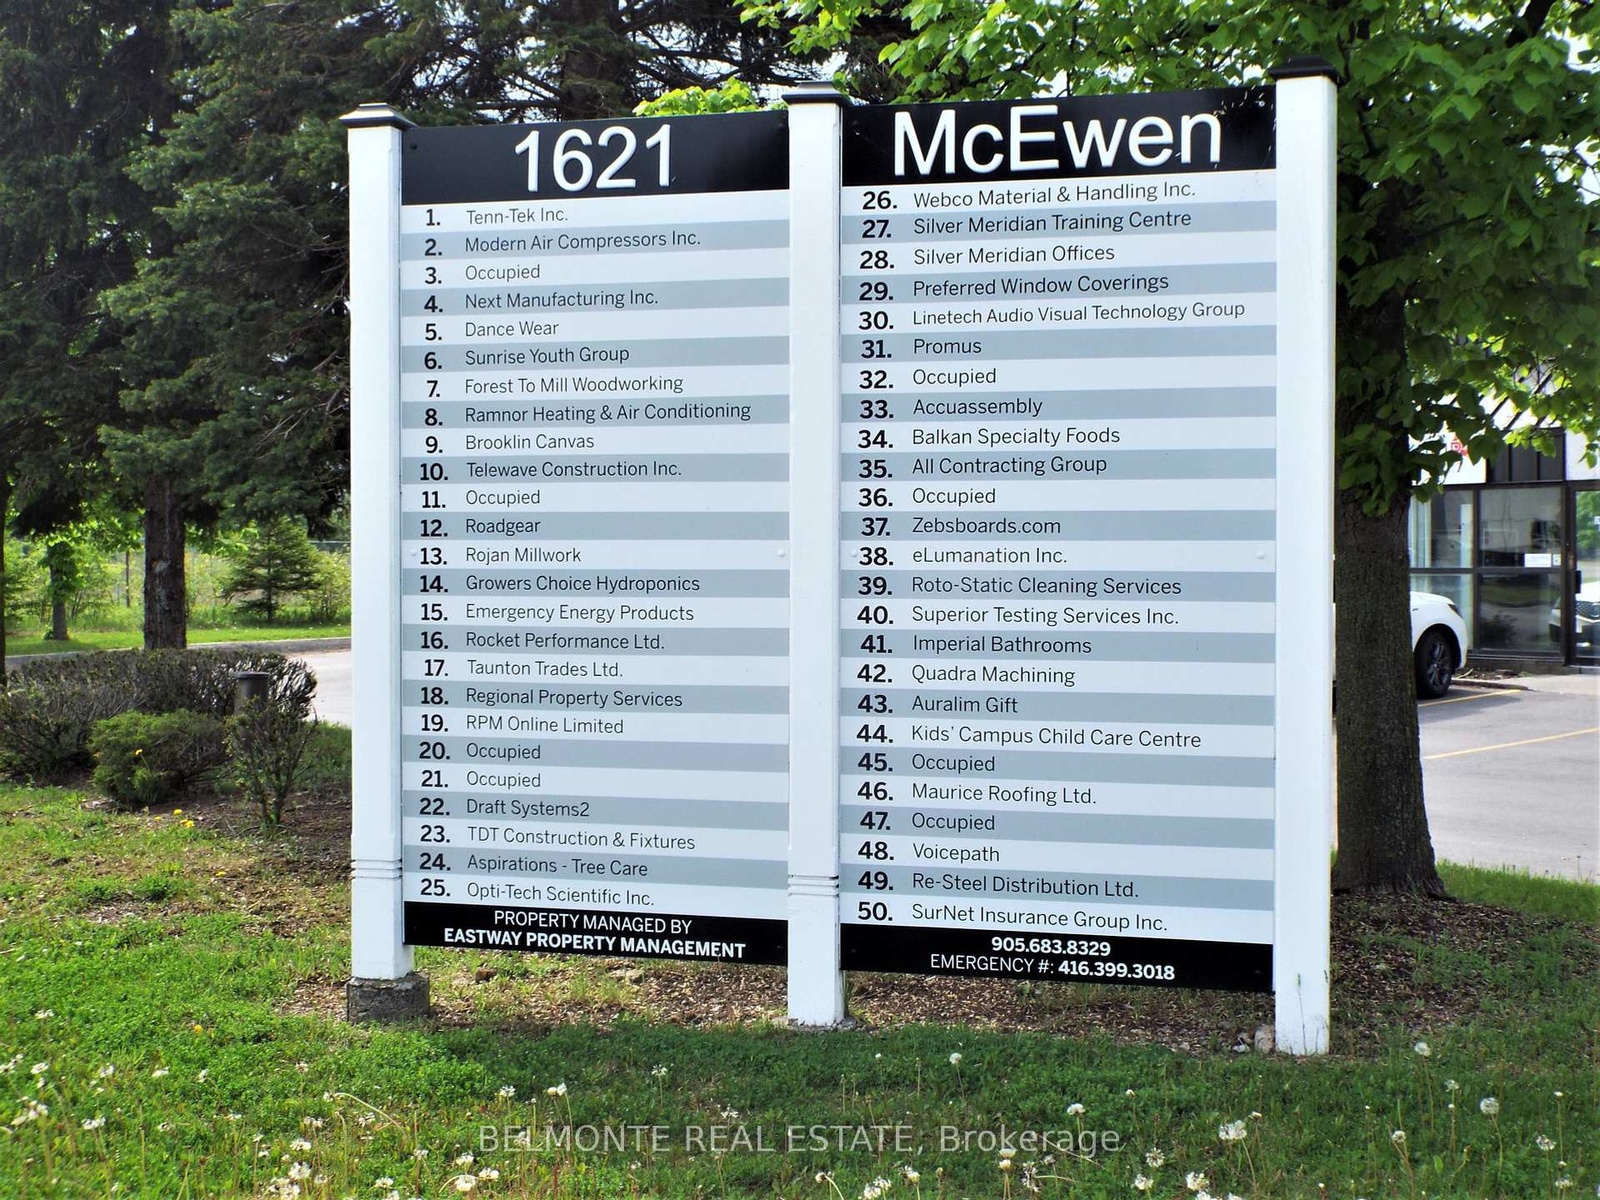 1621
1. Tenn-Tek Inc.
2. Modern Air Compressors Inc.
3. Occupied
4. Next Manufacturing Inc.
5. Dance Wear
6. Sunrise Youth Group
7. Forest To Mill Woodworking
8. Ramnor Heating & Air Conditioning
9. Brooklin Canvas
10. Telewave Construction Inc.
11. Occupied
12. Roadgear
13. Rojan Millwork
14. Growers Choice Hydroponics
15. Emergency Energy Products
16. Rocket Performance Ltd.
17. Taunton Trades Ltd.
18. Regional Property Services
19. RPM Online Limited
20. Occupied
21. Occupied
22. Draft Systems2
23. TDT Construction & Fixtures
24. Aspirations - Tree Care
25. Opti-Tech Scientific Inc.
PROPERTY MANAGED BY
EASTWAY PROPERTY MANAGEMENT
McEwen
26. Webco Material & Handling Inc.
27. Silver Meridian Training Centre
28. Silver Meridian Offices
29. Preferred Window Coverings
30. Linetech Audio Visual Technology Group
31. Promus
32. Occupied
33. Accuassembly
34. Balkan Specialty Foods
35. All Contracting Group
36. Occupied
37. Zebsboards.com
38. eLumanation Inc.
39. Roto-Static Cleaning Services
40. Superior Testing Services Inc.
41. Imperial Bathrooms
42. Quadra Machining
43. Auralim Gift
44. Kids' Campus Child Care Centre
45. Occupied
46. Maurice Roofing Ltd.
47. Occupied
48. Voicepath
49. Re-Steel Distribution Ltd.
50. SurNet Insurance Group Inc.
905.683.8329
EMERGENCY #: 416.399.3018
BELMONTE REAL ESTATE, Brokerage